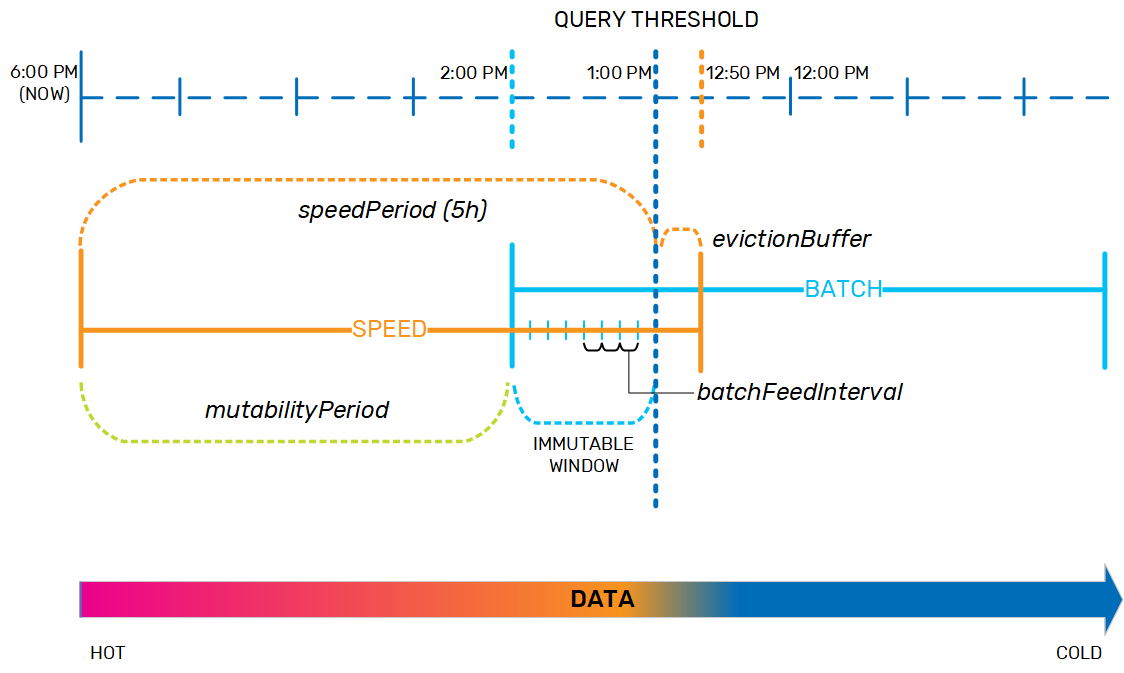 QUERY THRESHOLD
6:00 PM
(NOW)
2:00 PM
1:00 PM
12:50 PM
12:00 PM
speedPeriod (5h)
evictionBuffer
BATCH
SPEED
batchFeedInterval
mutabilityPeriod
IMMUTABLE
WINDOW
DATA
HOT
COLD